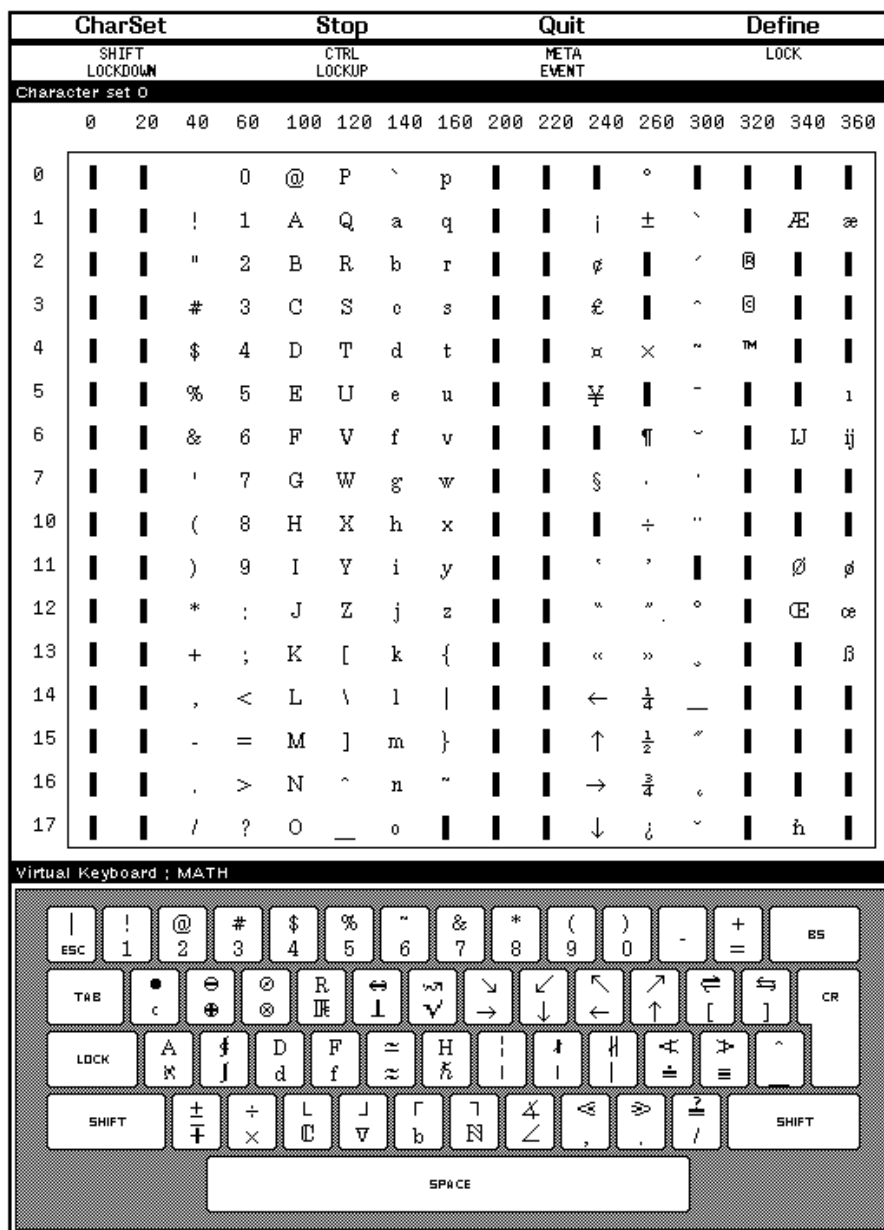 CharSet Stop Quit Define
SHIFT CTRL META LOCK
LOCKDOWN LOCKUP EVENT
Character set 0
0 20 40 60 100 120 140 160 200 220 240 260 300 320 340 360
0 0 @ P ` p °
1 ! 1 A Q a q ¡ ± ` Æ æ
2 " 2 B R b r ¢ ´ ®
3 # 3 C S c s £ ^ ©
4 $ 4 D T d t ¤ × ~ ™
5 % 5 E U e u ¥ ¯ ı
6 & 6 F V f v ¶ ˘ IJ ij
7 ' 7 G W g w § · ˙
10 ( 8 H X h x ÷ ¨
11 ) 9 I Y i y ‘ ’ Ø ø
12 * : J Z j z “ ” ° Œ œ
13 + ; K [ k { « » ¸ ß
14 , < L \ l | ← ¼ _
15 - = M ] m } ↑ ½ ˝
16 . > N ^ n ~ → ¾ ˛
17 / ? O _ o ↓ ¿ ˇ ħ
Virtual Keyboard : MATH
| ! @ # $ % ~ & * ( ) +
ESC 1 2 3 4 5 6 7 8 9 0 - = BS
● ⊖ ⊘ R ⇔ ↘ ↙ ↖ ↗ ⇌ ⇆
TAB c ⊕ ⊗ ⊥ √ → ↓ ← ↑ [ ] CR
A ∮ D F ≃ H ¦ ∦ ^
LOCK ∫ d f ≈ ℏ | | ≐ ≡ _
± ÷ └ ┘ ┌ ┐ ∡ ≟
SHIFT ∓ × ℂ ∇ b ℕ ∠ , . / SHIFT
SPACE